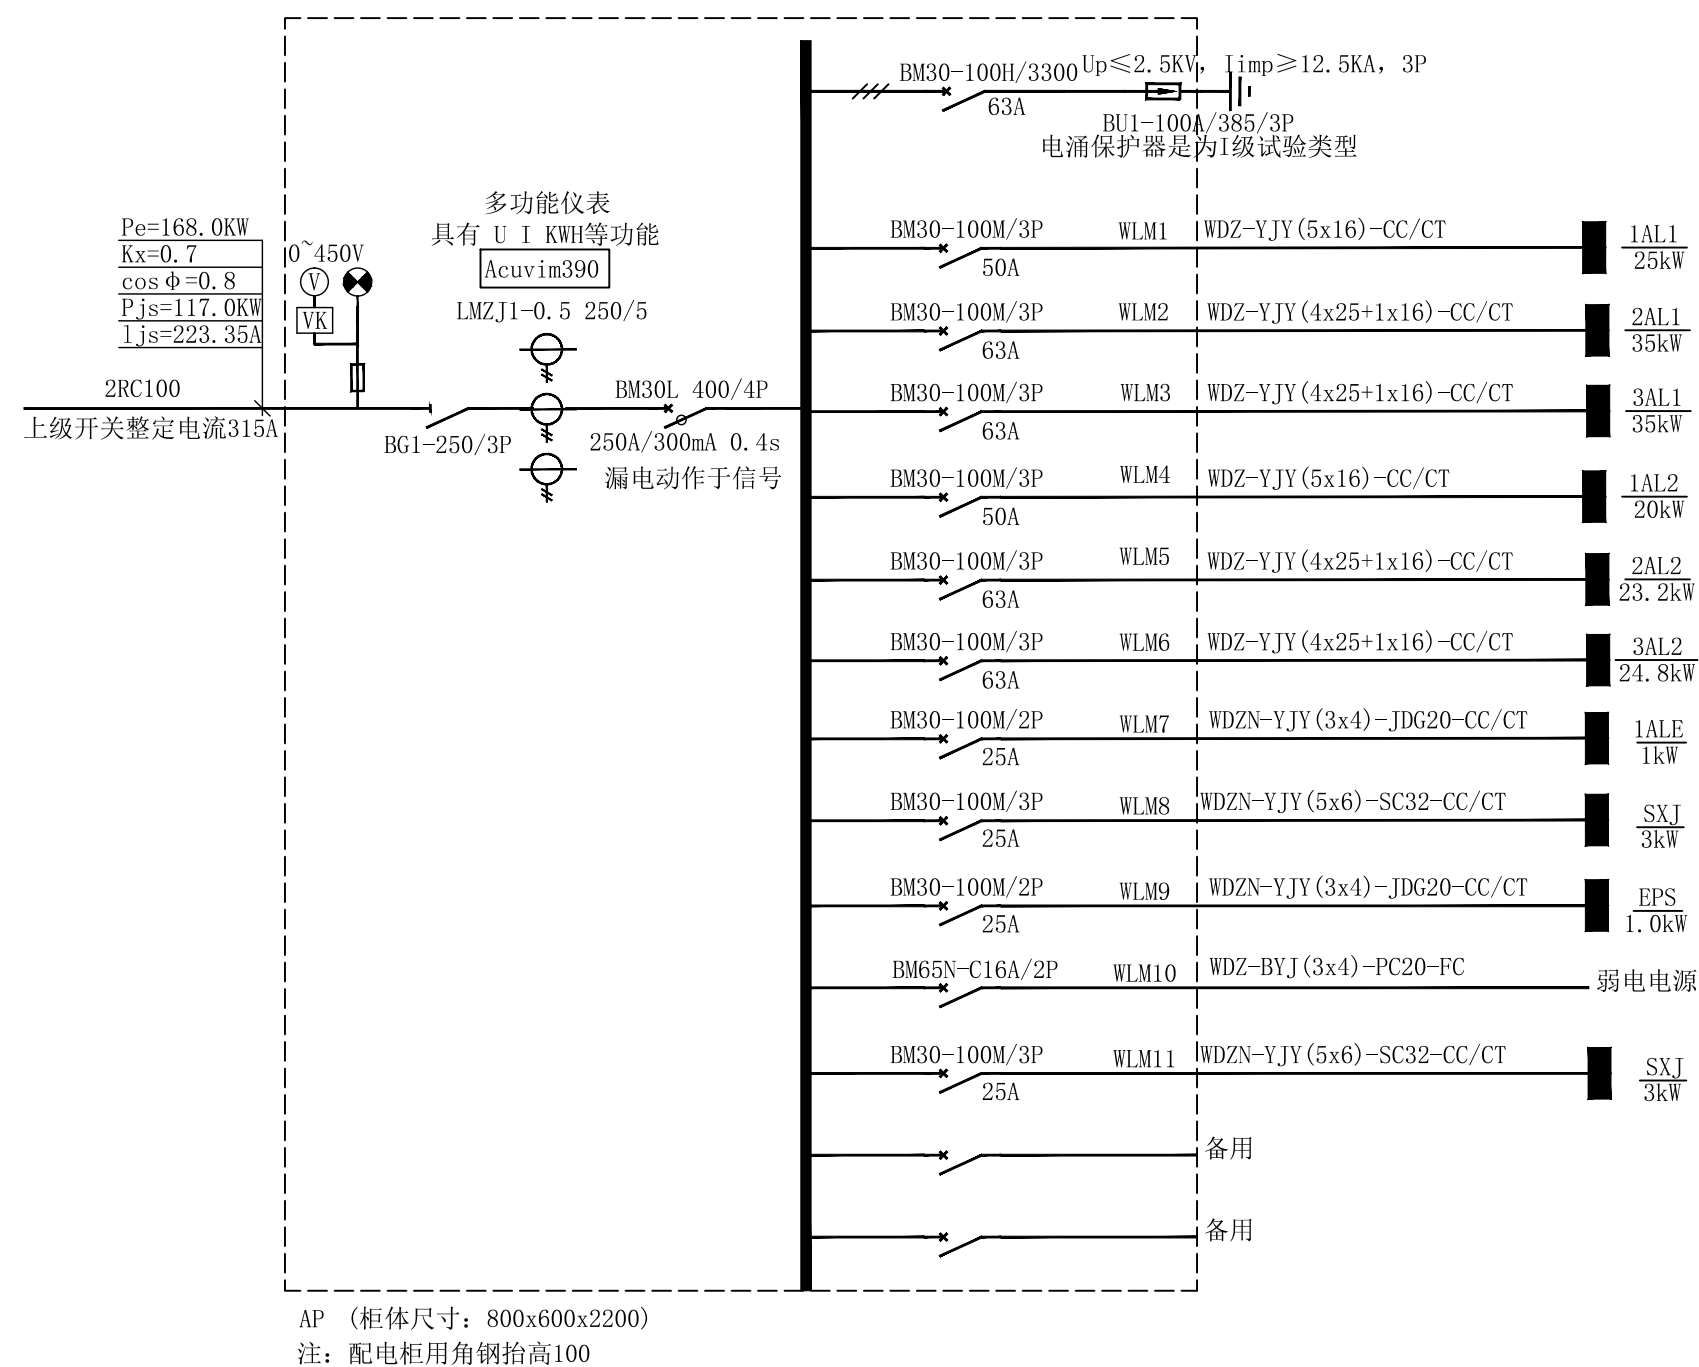 BM30-100H/3300
63A
Up≤2.5KV, Iimp≥12.5KA, 3P
BU1-100A/385/3P
电涌保护器是为I级试验类型
Pe=168.0KW
Kx=0.7
cosΦ=0.8
Pjs=117.0KW
ljs=223.35A
2RC100
上级开关整定电流315A
0~450V
V
VK
多功能仪表
具有 U I KWH等功能
Acuvim390
LMZJ1-0.5 250/5
BG1-250/3P
BM30L 400/4P
250A/300mA 0.4s
漏电动作于信号
BM30-100M/3P WLM1 WDZ-YJY(5x16)-CC/CT 1AL1
50A 25kW
BM30-100M/3P WLM2 WDZ-YJY(4x25+1x16)-CC/CT 2AL1
63A 35kW
BM30-100M/3P WLM3 WDZ-YJY(4x25+1x16)-CC/CT 3AL1
63A 35kW
BM30-100M/3P WLM4 WDZ-YJY(5x16)-CC/CT 1AL2
50A 20kW
BM30-100M/3P WLM5 WDZ-YJY(4x25+1x16)-CC/CT 2AL2
63A 23.2kW
BM30-100M/3P WLM6 WDZ-YJY(4x25+1x16)-CC/CT 3AL2
63A 24.8kW
BM30-100M/2P WLM7 WDZN-YJY(3x4)-JDG20-CC/CT 1ALE
25A 1kW
BM30-100M/3P WLM8 WDZN-YJY(5x6)-SC32-CC/CT SXJ
25A 3kW
BM30-100M/2P WLM9 WDZN-YJY(3x4)-JDG20-CC/CT EPS
25A 1.0kW
BM65N-C16A/2P WLM10 WDZ-BYJ(3x4)-PC20-FC 弱电电源
BM30-100M/3P WLM11 WDZN-YJY(5x6)-SC32-CC/CT SXJ
25A 3kW
备用
备用
AP (柜体尺寸：800x600x2200)
注：配电柜用角钢抬高100